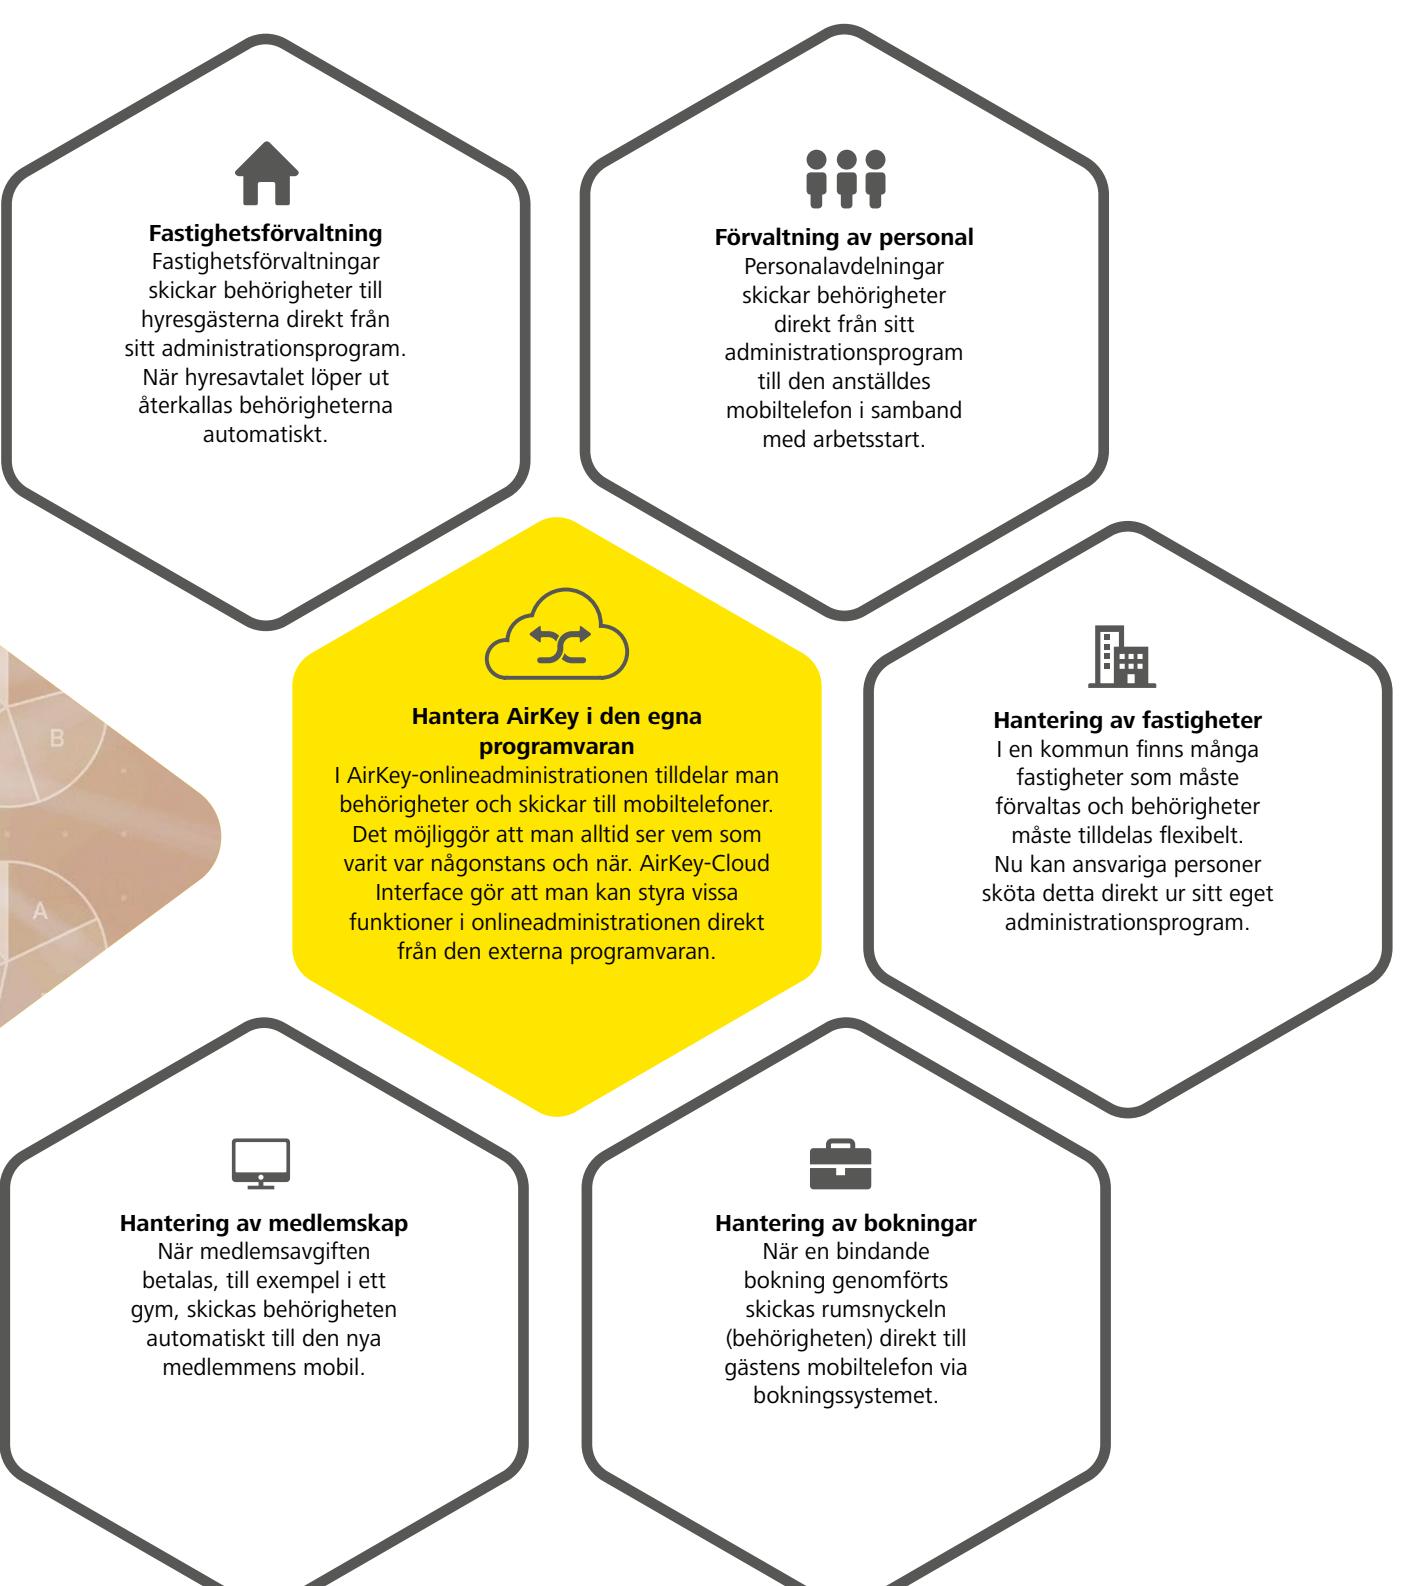 Fastighetsförvaltning
Fastighetsförvaltningar
skickar behörigheter till
hyresgästerna direkt från
sitt administrationsprogram.
När hyresavtalet löper ut
återkallas behörigheterna
automatiskt.
Förvaltning av personal
Personalavdelningar
skickar behörigheter
direkt från sitt
administrationsprogram
till den anställdes
mobiltelefon i samband
med arbetsstart.
Hantera AirKey i den egna
programvaran
I AirKey-onlineadministrationen tilldelar man
behörigheter och skickar till mobiltelefoner.
Det möjliggör att man alltid ser vem som
varit var någonstans och när. AirKey-Cloud
Interface gör att man kan styra vissa
funktioner i onlineadministrationen direkt
från den externa programvaran.
Hantering av fastigheter
I en kommun finns många
fastigheter som måste
förvaltas och behörigheter
måste tilldelas flexibelt.
Nu kan ansvariga personer
sköta detta direkt ur sitt eget
administrationsprogram.
B
A
Hantering av medlemskap
När medlemsavgiften
betalas, till exempel i ett
gym, skickas behörigheten
automatiskt till den nya
medlemmens mobil.
Hantering av bokningar
När en bindande
bokning genomförts
skickas rumsnyckeln
(behörigheten) direkt till
gästens mobiltelefon via
bokningssystemet.